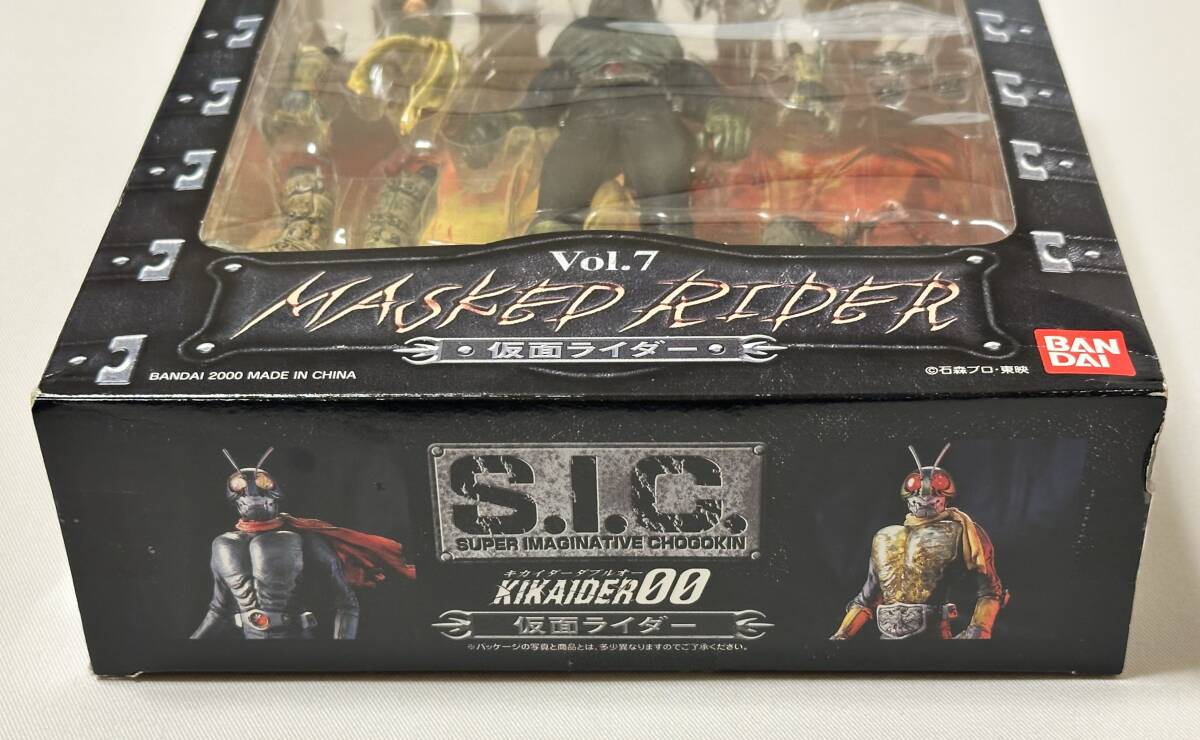 Vol.7
MASKED RIDER
・仮面ライダー・
BANDAI 2000 MADE IN CHINA
©石森プロ・東映
BAN
DAI
S.I.C.
SUPER IMAGINATIVE CHOGOKIN
キカイダーダブルオー
KIKAIDER00
仮面ライダー
※パッケージの写真と商品とは、多少異なりますのでご了承ください。